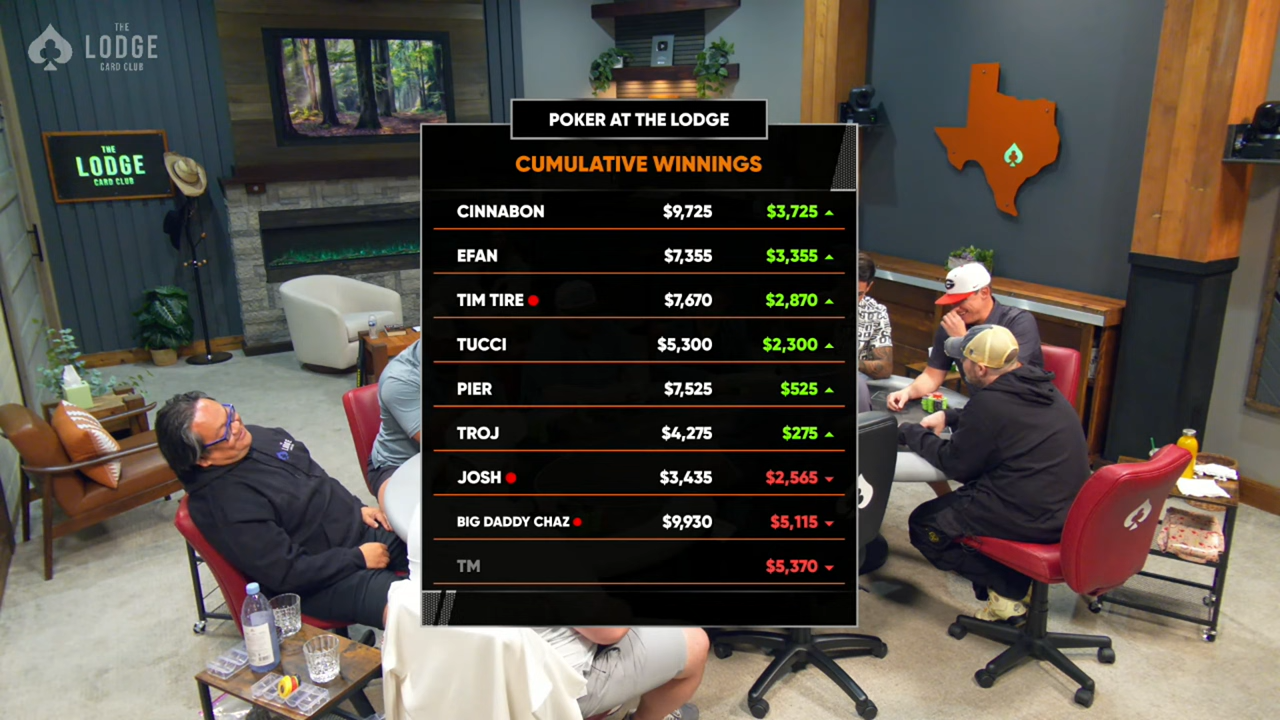 THE
LODGE
CARD CLUB
THE
LODGE
CARD CLUB
POKER AT THE LODGE
CUMULATIVE WINNINGS
CINNABON $9,725 $3,725
EFAN $7,355 $3,355
TIM TIRE $7,670 $2,870
TUCCI $5,300 $2,300
PIER $7,525 $525
TROJ $4,275 $275
JOSH $3,435 $2,565
BIG DADDY CHAZ $9,930 $5,115
TM $5,370